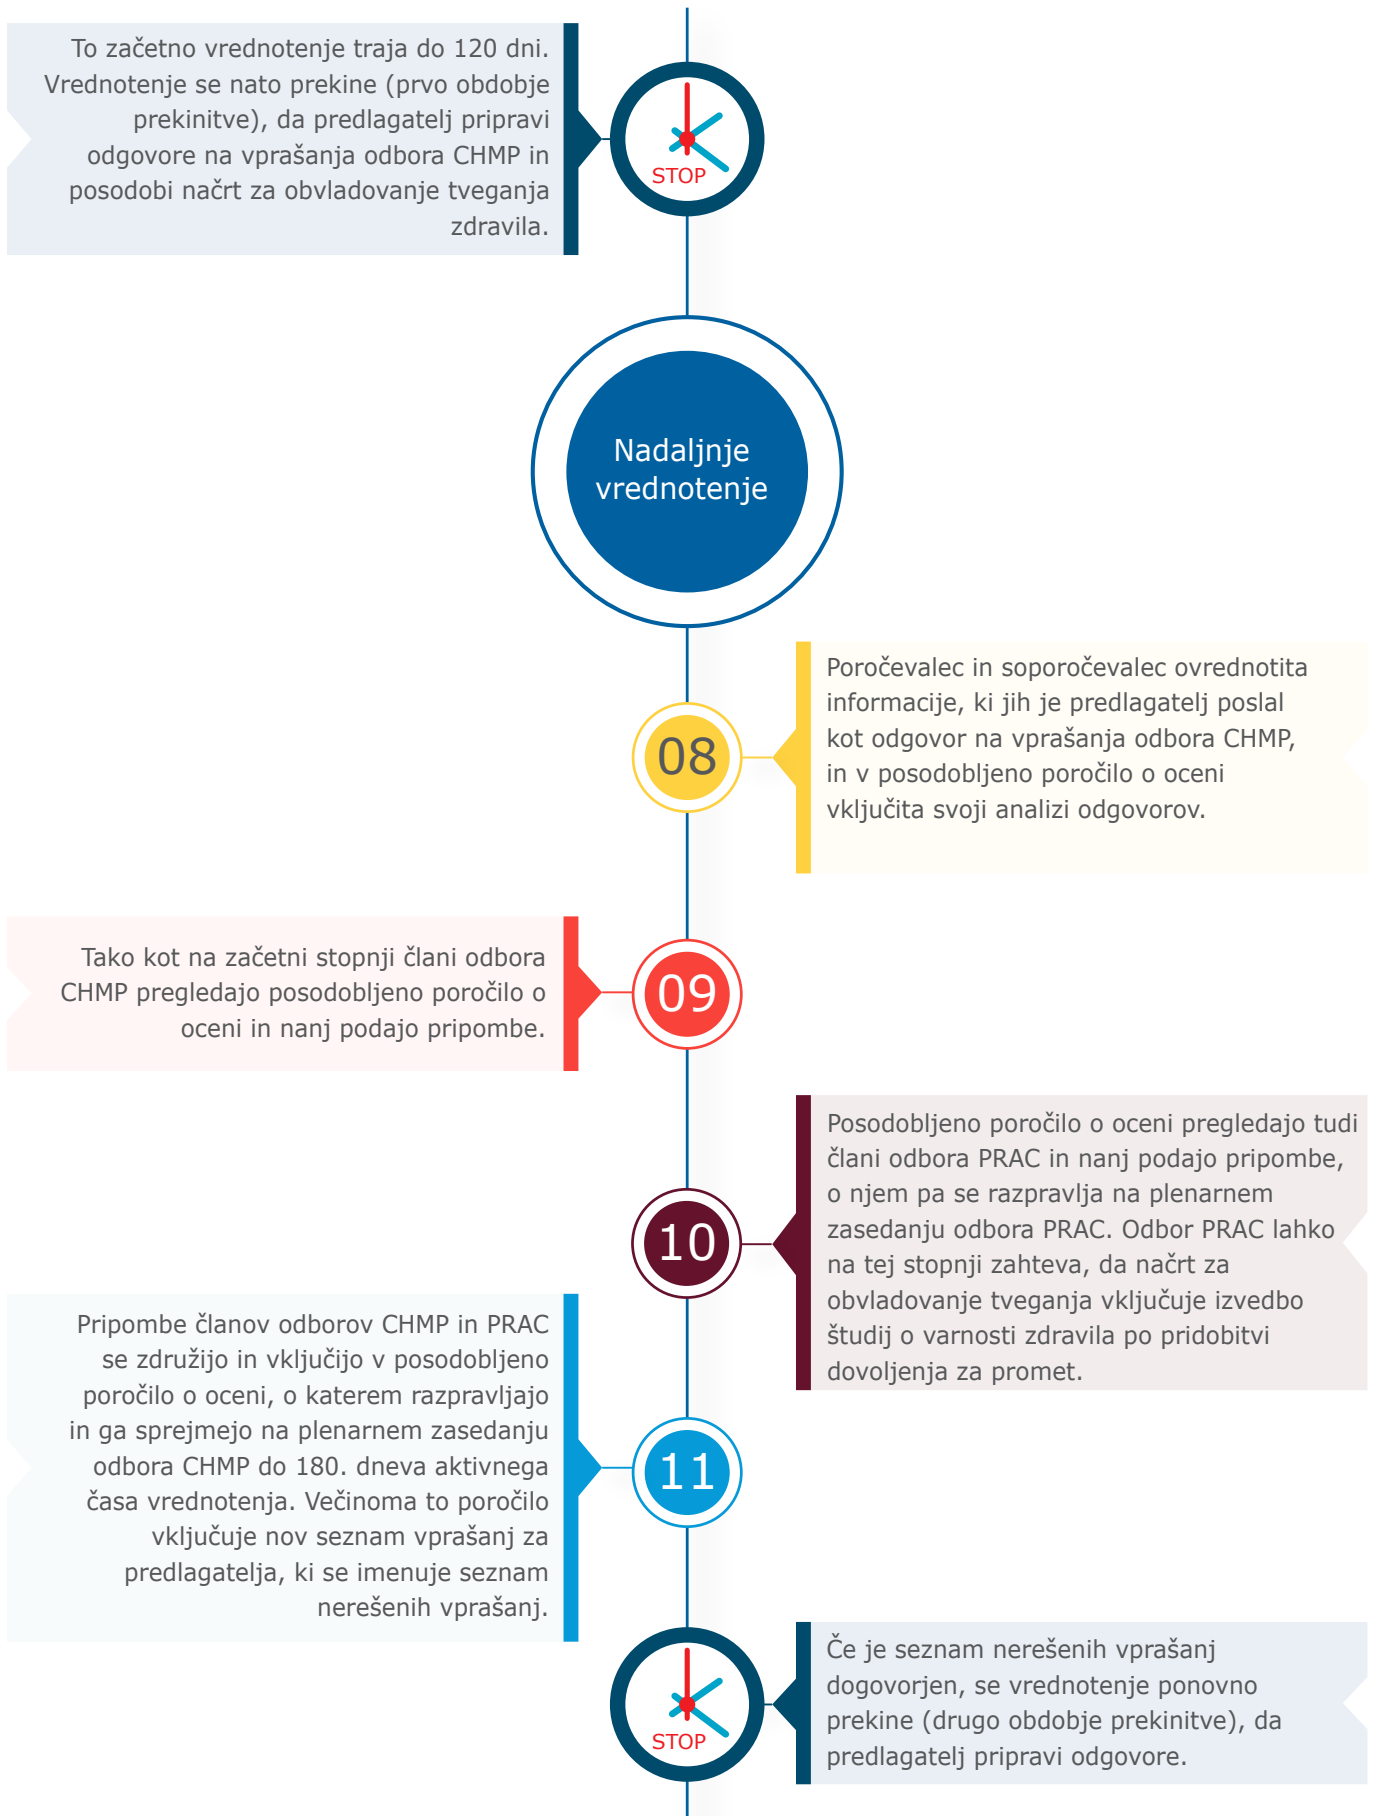 To začetno vrednotenje traja do 120 dni.
Vrednotenje se nato prekine (prvo obdobje
prekinitve), da predlagatelj pripravi
odgovore na vprašanja odbora CHMP in
posodobi načrt za obvladovanje tveganja
zdravila.
STOP
Nadaljnje
vrednotenje
08
Poročevalec in soporočevalec ovrednotita
informacije, ki jih je predlagatelj poslal
kot odgovor na vprašanja odbora CHMP,
in v posodobljeno poročilo o oceni
vključita svoji analizi odgovorov.
Tako kot na začetni stopnji člani odbora
CHMP pregledajo posodobljeno poročilo o
oceni in nanj podajo pripombe.
09
10
Posodobljeno poročilo o oceni pregledajo tudi
člani odbora PRAC in nanj podajo pripombe,
o njem pa se razpravlja na plenarnem
zasedanju odbora PRAC. Odbor PRAC lahko
na tej stopnji zahteva, da načrt za
obvladovanje tveganja vključuje izvedbo
študij o varnosti zdravila po pridobitvi
dovoljenja za promet.
Pripombe članov odborov CHMP in PRAC
se združijo in vključijo v posodobljeno
poročilo o oceni, o katerem razpravljajo
in ga sprejmejo na plenarnem zasedanju
odbora CHMP do 180. dneva aktivnega
časa vrednotenja. Večinoma to poročilo
vključuje nov seznam vprašanj za
predlagatelja, ki se imenuje seznam
nerešenih vprašanj.
11
STOP
Če je seznam nerešenih vprašanj
dogovorjen, se vrednotenje ponovno
prekine (drugo obdobje prekinitve), da
predlagatelj pripravi odgovore.